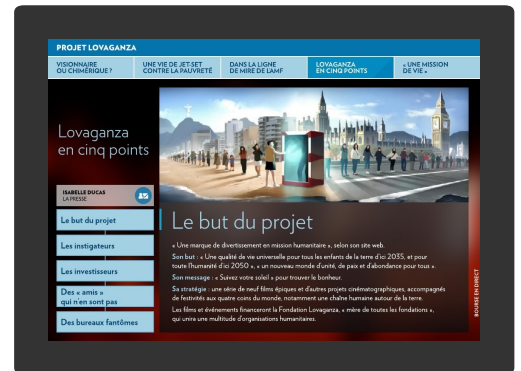 PROJET LOVAGANZA
VISIONNAIRE
OU CHIMÉRIQUE ?
UNE VIE DE JET-SET
CONTRE LA PAUVRETÉ
DANS LA LIGNE
DE MIRE DE L'AMF
LOVAGANZA
EN CINQ POINTS
« UNE MISSION
DE VIE »
Lovaganza
en cinq points
ISABELLE DUCAS
LA PRESSE
Le but du projet
Les instigateurs
Les investisseurs
Des « amis »
qui n'en sont pas
Des bureaux fantômes
Le but du projet
« Une marque de divertissement en mission humanitaire », selon son site web.
Son but : « Une qualité de vie universelle pour tous les enfants de la terre d'ici 2035, et pour
toute l'humanité d'ici 2050 », « un nouveau monde d'unité, de paix et d'abondance pour tous ».
Son message : « Suivez votre soleil » pour trouver le bonheur.
Sa stratégie : une série de neuf films épiques et d'autres projets cinématographiques, accompagnés
de festivités aux quatre coins du monde, notamment une chaîne humaine autour de la terre.
Les films et événements financeront la Fondation Lovaganza, « mère de toutes les fondations »,
qui unira une multitude d'organisations humanitaires.
BOURSE EN DIRECT